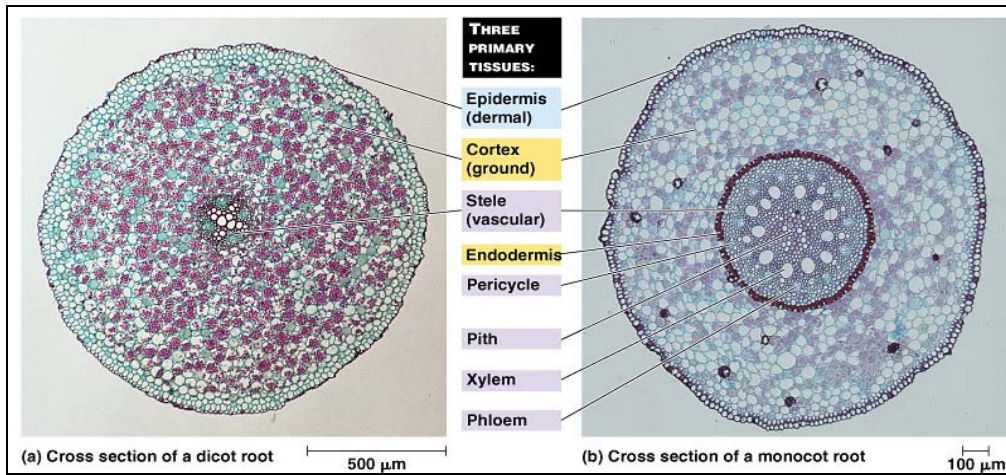 THREE
PRIMARY
TISSUES:
Epidermis
(dermal)
Cortex
(ground)
Stele
(vascular)
Endodermis
Pericycle
Pith
Xylem
Phloem
(a) Cross section of a dicot root
500 μm
(b) Cross section of a monocot root
100 μm